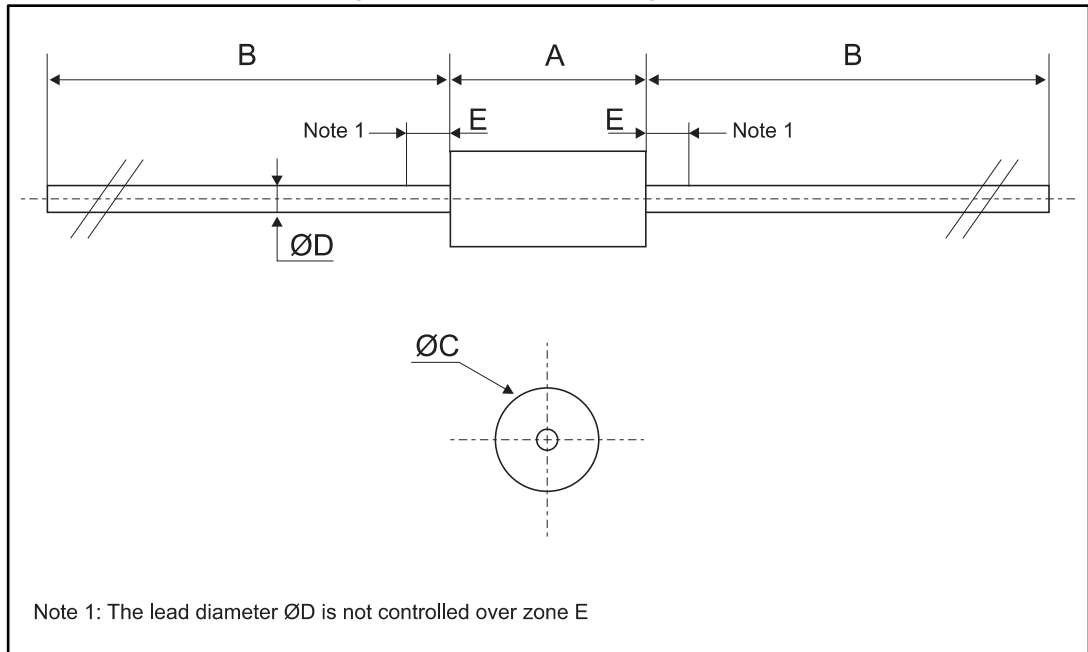 B A B
Note 1 E E Note 1
ØD
ØC
Note 1: The lead diameter ØD is not controlled over zone E